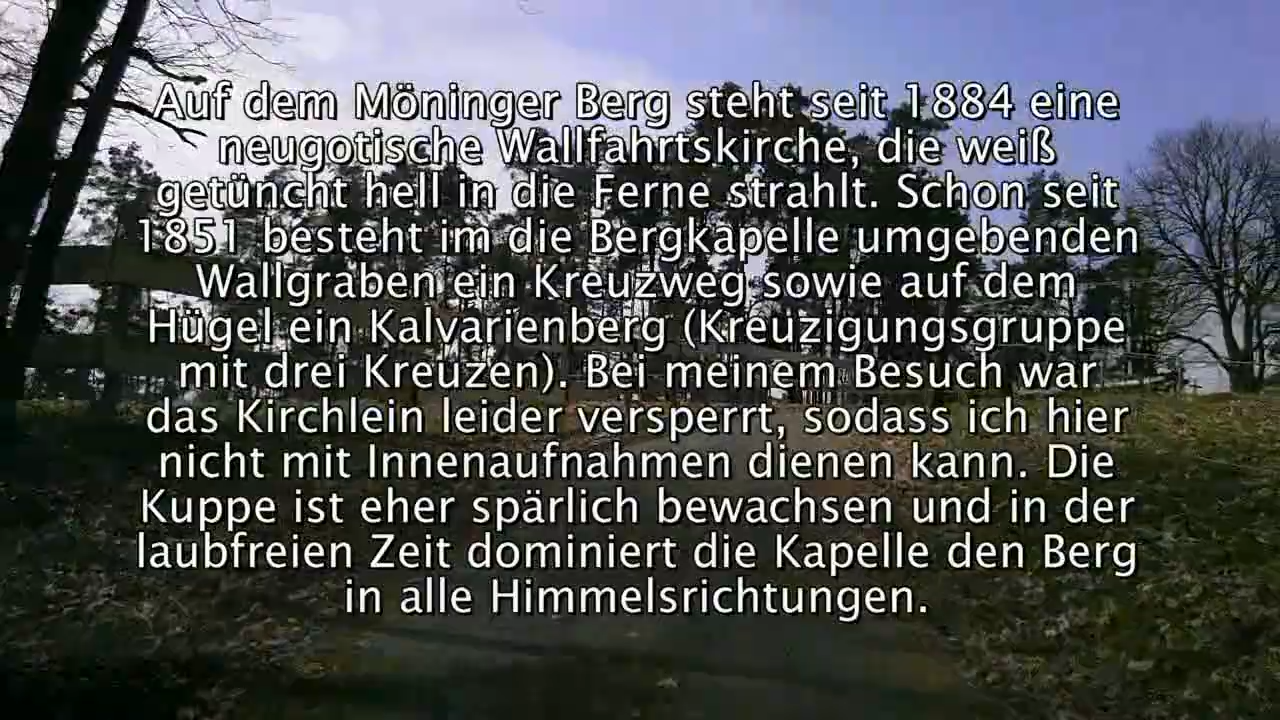 Auf dem Möninger Berg steht seit 1884 eine
neugotische Wallfahrtskirche, die weiß
getüncht hell in die Ferne strahlt. Schon seit
1851 besteht im die Bergkapelle umgebenden
Wallgraben ein Kreuzweg sowie auf dem
Hügel ein Kalvarienberg (Kreuzigungsgruppe
mit drei Kreuzen). Bei meinem Besuch war
das Kirchlein leider versperrt, sodass ich hier
nicht mit Innenaufnahmen dienen kann. Die
Kuppe ist eher spärlich bewachsen und in der
laubfreien Zeit dominiert die Kapelle den Berg
in alle Himmelsrichtungen.